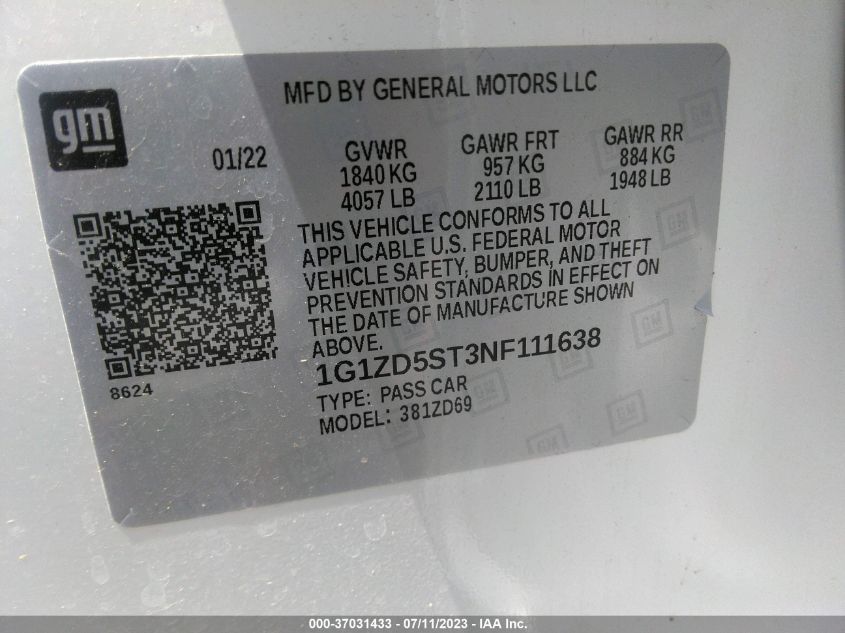 MFD BY GENERAL MOTORS LLC
gm
01/22
GVWR
1840 KG
4057 LB
GAWR FRT
957 KG
2110 LB
GAWR RR
884 KG
1948 LB
THIS VEHICLE CONFORMS TO ALL
APPLICABLE U.S. FEDERAL MOTOR
VEHICLE SAFETY, BUMPER, AND THEFT
PREVENTION STANDARDS IN EFFECT ON
THE DATE OF MANUFACTURE SHOWN
ABOVE.
1G1ZD5ST3NF111638
8624
TYPE: PASS CAR
MODEL: 381ZD69
000-37031433 - 07/11/2023 - IAA Inc.